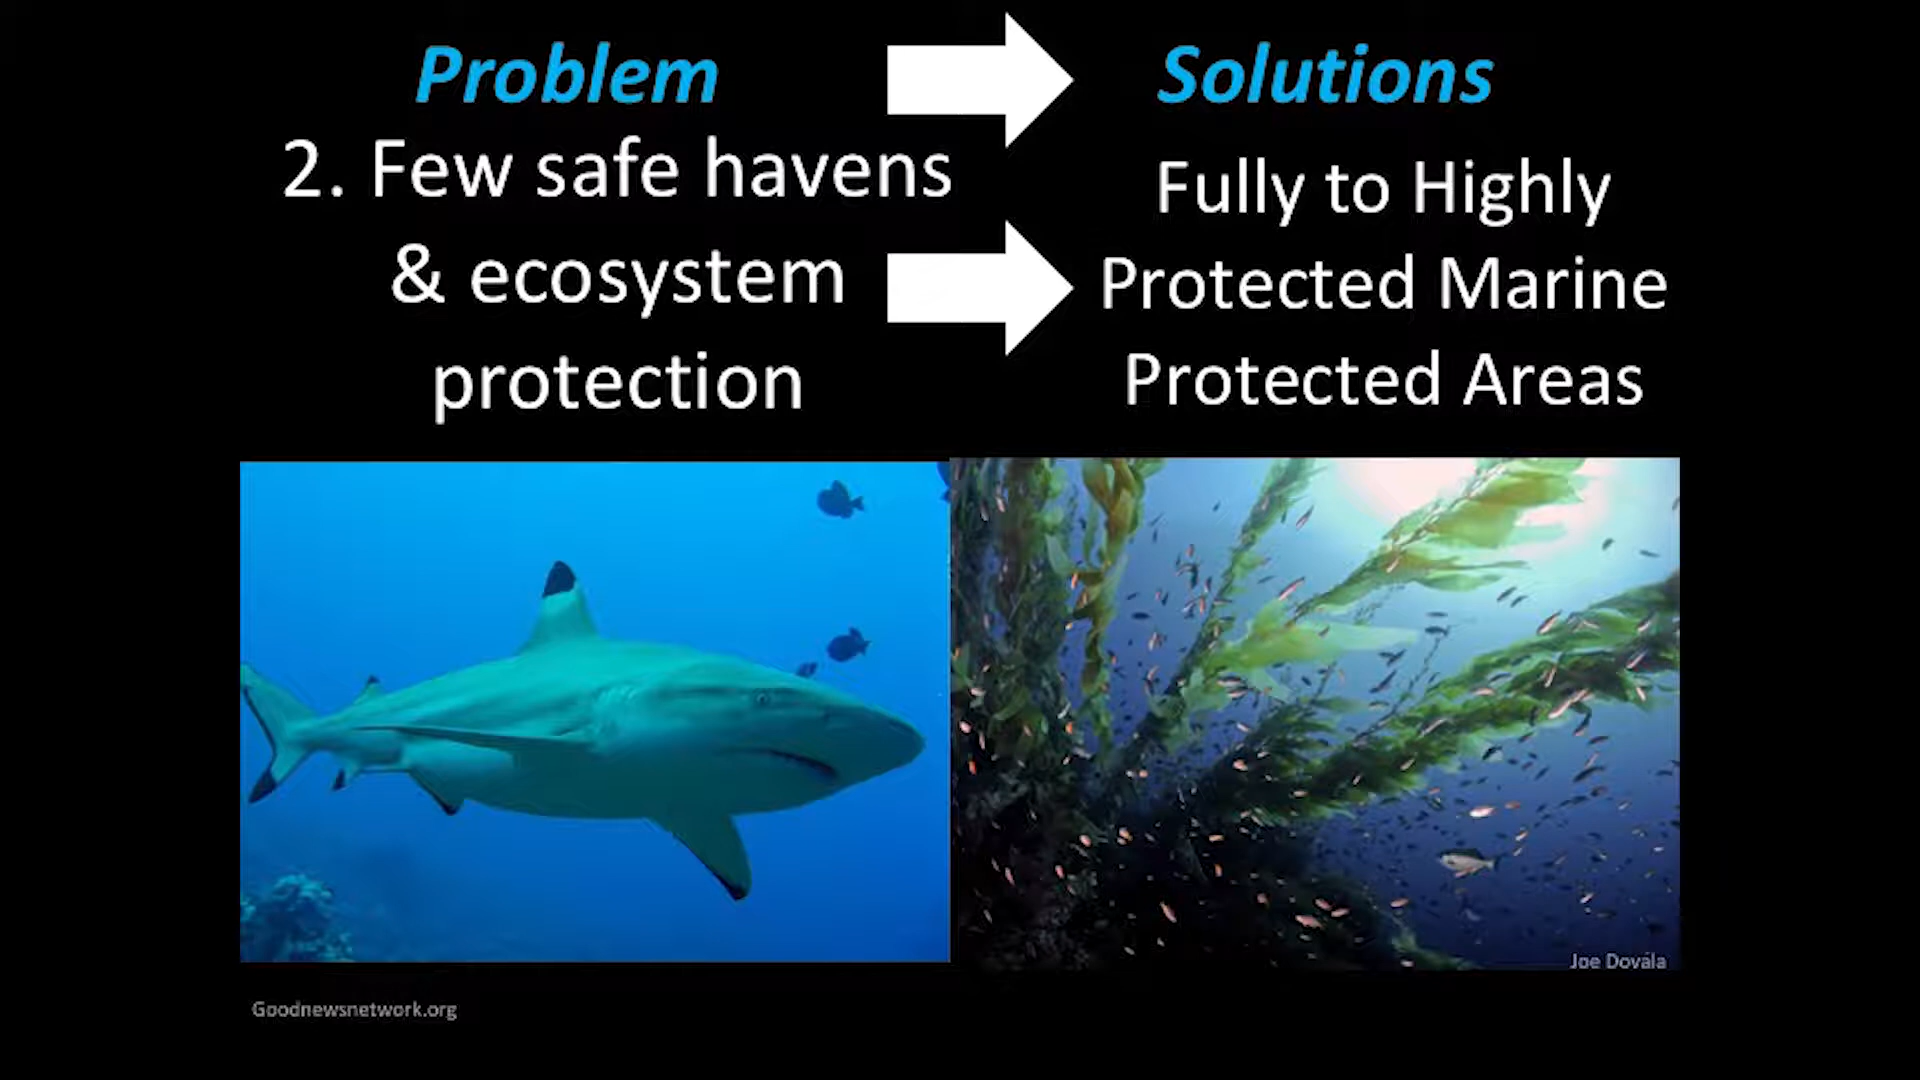 Problem
Solutions
2. Few safe havens
& ecosystem
protection
Fully to Highly
Protected Marine
Protected Areas
Joe Dovala
Goodnewsnetwork.org